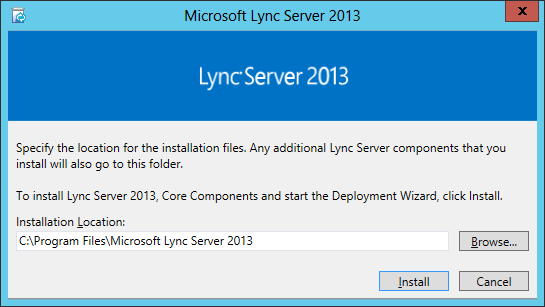 Microsoft Lync Server 2013
x
Lync Server 2013
Specify the location for the installation files. Any additional Lync Server components that you
install will also go to this folder.
To install Lync Server 2013, Core Components and start the Deployment Wizard, click Install.
Installation Location:
C:\Program Files\Microsoft Lync Server 2013
Browse...
Install
Cancel